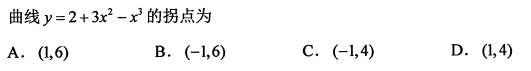 曲线 y = 2 + 3x² − x³ 的拐点为
A. (1,6) B. (−1,6) C. (−1,4) D. (1,4)